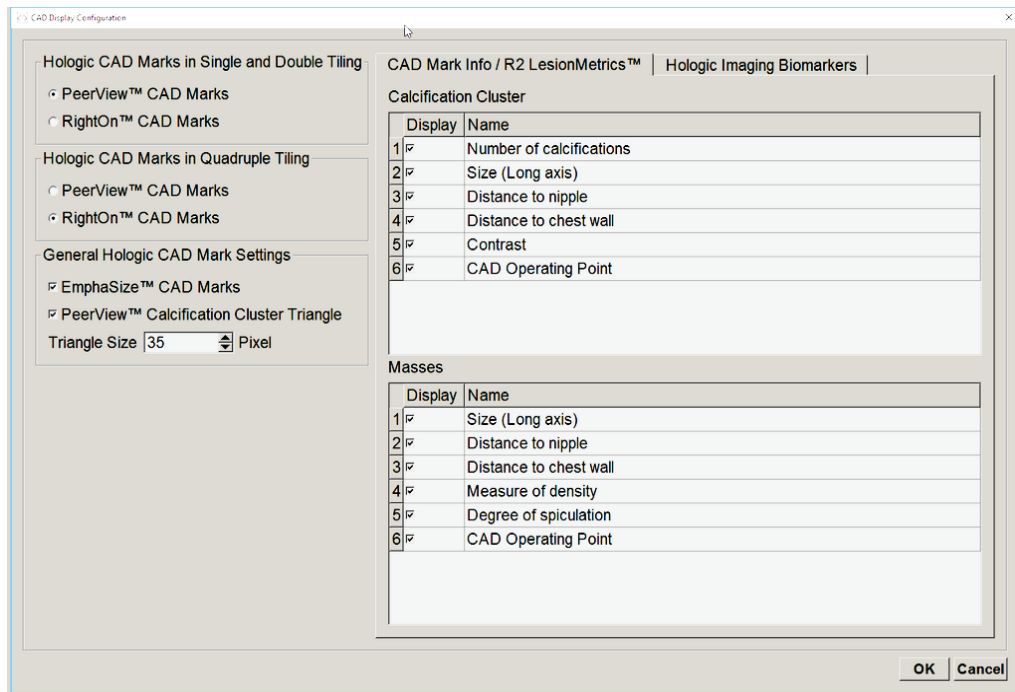 CAD Display Configuration
Hologic CAD Marks in Single and Double Tiling
PeerView™ CAD Marks
RightOn™ CAD Marks
Hologic CAD Marks in Quadruple Tiling
PeerView™ CAD Marks
RightOn™ CAD Marks
General Hologic CAD Mark Settings
EmphaSize™ CAD Marks
PeerView™ Calcification Cluster Triangle
Triangle Size 35 Pixel
CAD Mark Info / R2 LesionMetrics™ Hologic Imaging Biomarkers
Calcification Cluster
Display Name
1 Number of calcifications
2 Size (Long axis)
3 Distance to nipple
4 Distance to chest wall
5 Contrast
6 CAD Operating Point
Masses
Display Name
1 Size (Long axis)
2 Distance to nipple
3 Distance to chest wall
4 Measure of density
5 Degree of spiculation
6 CAD Operating Point
OK Cancel